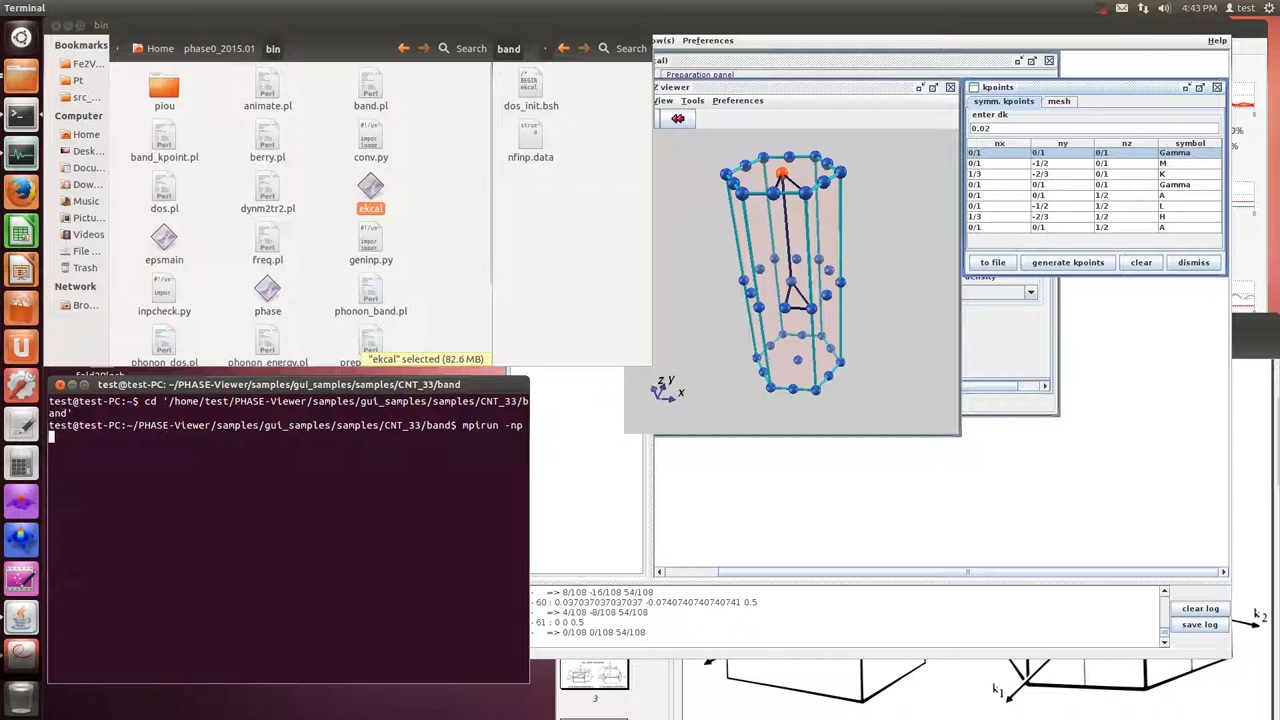 Terminal
4:43 PM
test
bin
Bookmarks
Fe2V...
Pt
src_...
Computer
Home
Desk...
Docu...
Dow...
Music
Pictu...
Videos
File ...
Trash
Network
Bro...
Home
phase0_2015.01
bin
Search
piou
animate.pl
band.pl
band_kpoint.pl
berry.pl
conv.py
dos.pl
dynm2tr2.pl
ekcal
epsmain
freq.pl
geninp.py
inpcheck.py
phase
phonon_band.pl
phonon_dos.pl
phonon_energy.pl
"ekcal" selected (82.6 MB)
band
Search
dos_init.bsh
nfinp.data
ow(s)
Preferences
Help
cal)
Preparation panel
Z viewer
View
Tools
Preferences
z
y
x
kpoints
symm. kpoints
mesh
enter dk
0.02
nx ny nz symbol
0/1 0/1 0/1 Gamma
0/1 -1/2 0/1 M
1/3 -2/3 0/1 K
0/1 0/1 0/1 Gamma
0/1 0/1 1/2 A
0/1 -1/2 1/2 L
1/3 -2/3 1/2 H
0/1 0/1 1/2 A
to file
generate kpoints
clear
dismiss
test@test-PC: ~/PHASE-Viewer/samples/gui_samples/samples/CNT_33/band
test@test-PC:~$ cd '/home/test/PHASE-Viewer/samples/gui_samples/samples/CNT_33/b
and'
test@test-PC:~/PHASE-Viewer/samples/gui_samples/samples/CNT_33/band$ mpirun -np
- => 8/108 -16/108 54/108
- 60 : 0.037037037037037 -0.0740740740740741 0.5
- => 4/108 -8/108 54/108
- 61 : 0 0 0.5
- => 0/108 0/108 54/108
clear log
save log
3
k1
k2